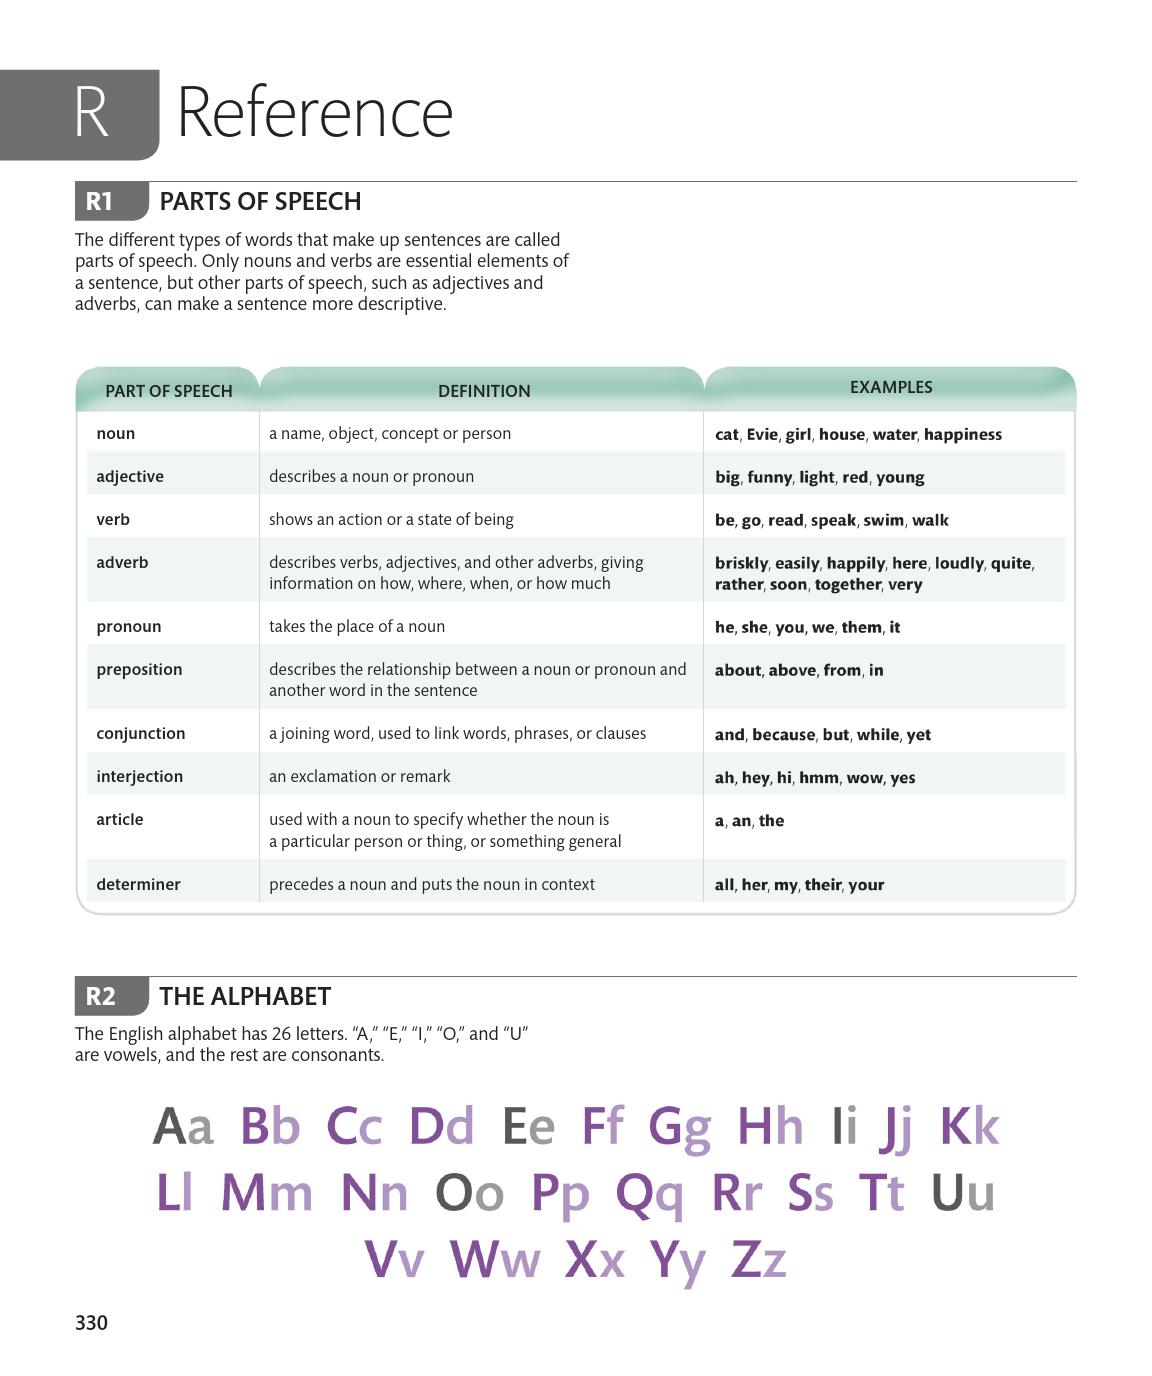 R Reference
R1 PARTS OF SPEECH
The different types of words that make up sentences are called
parts of speech. Only nouns and verbs are essential elements of
a sentence, but other parts of speech, such as adjectives and
adverbs, can make a sentence more descriptive.
PART OF SPEECH DEFINITION EXAMPLES
noun a name, object, concept or person cat, Evie, girl, house, water, happiness
adjective describes a noun or pronoun big, funny, light, red, young
verb shows an action or a state of being be, go, read, speak, swim, walk
adverb describes verbs, adjectives, and other adverbs, giving briskly, easily, happily, here, loudly, quite,
information on how, where, when, or how much rather, soon, together, very
pronoun takes the place of a noun he, she, you, we, them, it
preposition describes the relationship between a noun or pronoun and about, above, from, in
another word in the sentence
conjunction a joining word, used to link words, phrases, or clauses and, because, but, while, yet
interjection an exclamation or remark ah, hey, hi, hmm, wow, yes
article used with a noun to specify whether the noun is a, an, the
a particular person or thing, or something general
determiner precedes a noun and puts the noun in context all, her, my, their, your
R2 THE ALPHABET
The English alphabet has 26 letters. “A,” “E,” “I,” “O,” and “U”
are vowels, and the rest are consonants.
Aa Bb Cc Dd Ee Ff Gg Hh Ii Jj Kk
Ll Mm Nn Oo Pp Qq Rr Ss Tt Uu
Vv Ww Xx Yy Zz
330